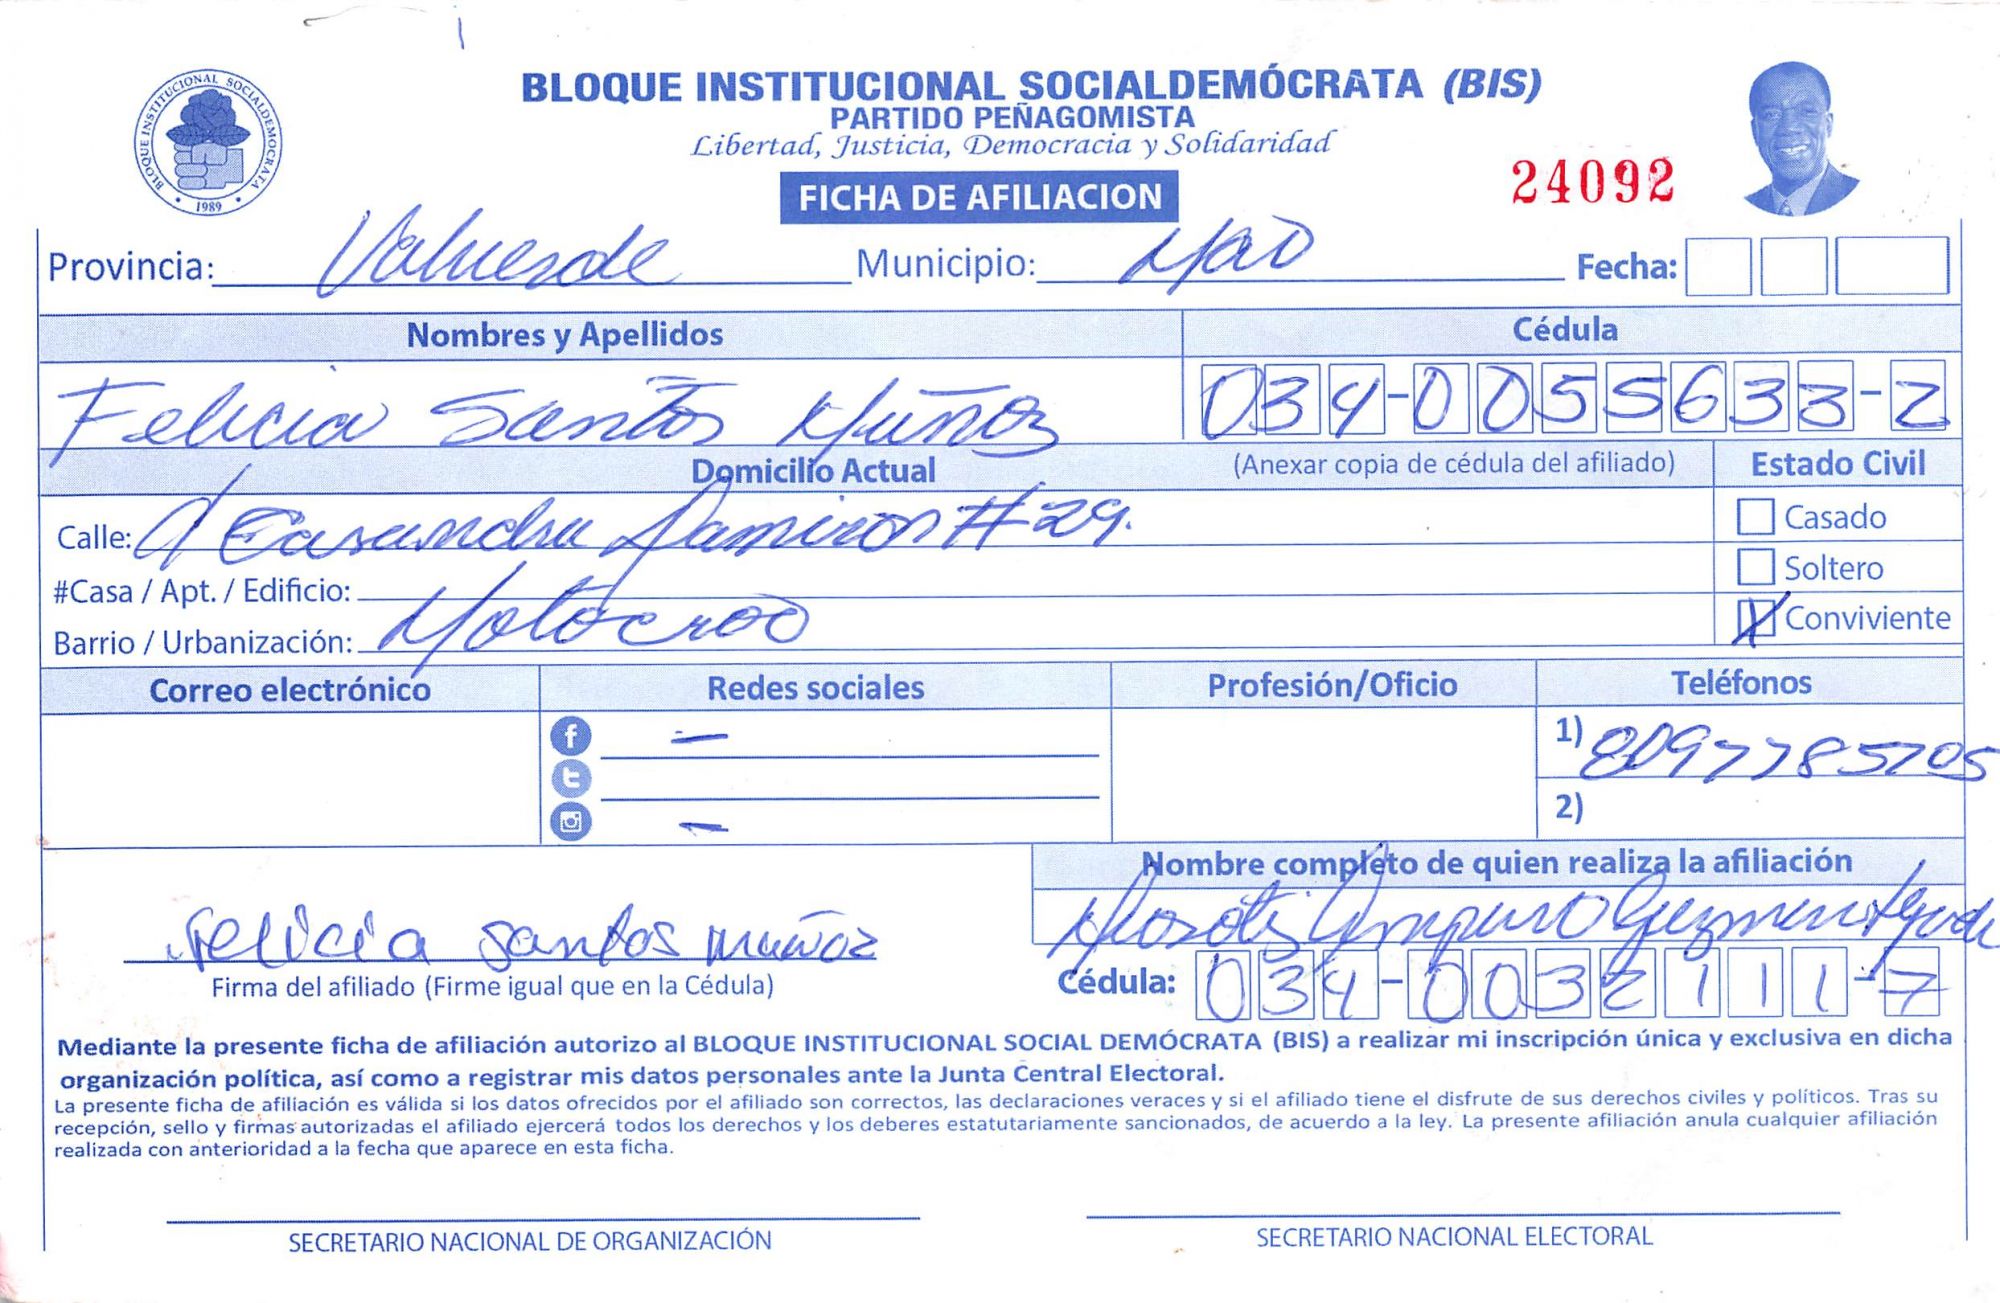 BLOQUE INSTITUCIONAL SOCIALDEMÓCRATA (BIS)
PARTIDO PEÑAGOMISTA
Libertad, Justicia, Democracia y Solidaridad
BLOQUE INSTITUCIONAL SOCIALDEMOCRATA
1989
FICHA DE AFILIACION
24092
Provincia: Valverde Municipio: Mao Fecha:
Nombres y Apellidos Cédula
Felicia Santos Muñoz 034-0055633-2
Domicilio Actual (Anexar copia de cédula del afiliado) Estado Civil
Calle: C/ Casandra Damiron #29. Casado
#Casa / Apt. / Edificio: Soltero
Barrio / Urbanización: Motocross X Conviviente
Correo electrónico Redes sociales Profesión/Oficio Teléfonos
1) 8097785705
2)
Nombre completo de quien realiza la afiliación
Amparo Guzman
Felicia Santos muñoz
Firma del afiliado (Firme igual que en la Cédula) Cédula: 034-0032111-7
Mediante la presente ficha de afiliación autorizo al BLOQUE INSTITUCIONAL SOCIAL DEMÓCRATA (BIS) a realizar mi inscripción única y exclusiva en dicha
organización política, así como a registrar mis datos personales ante la Junta Central Electoral.
La presente ficha de afiliación es válida si los datos ofrecidos por el afiliado son correctos, las declaraciones veraces y si el afiliado tiene el disfrute de sus derechos civiles y políticos. Tras su
recepción, sello y firmas autorizadas el afiliado ejercerá todos los derechos y los deberes estatutariamente sancionados, de acuerdo a la ley. La presente afiliación anula cualquier afiliación
realizada con anterioridad a la fecha que aparece en esta ficha.
SECRETARIO NACIONAL DE ORGANIZACIÓN SECRETARIO NACIONAL ELECTORAL